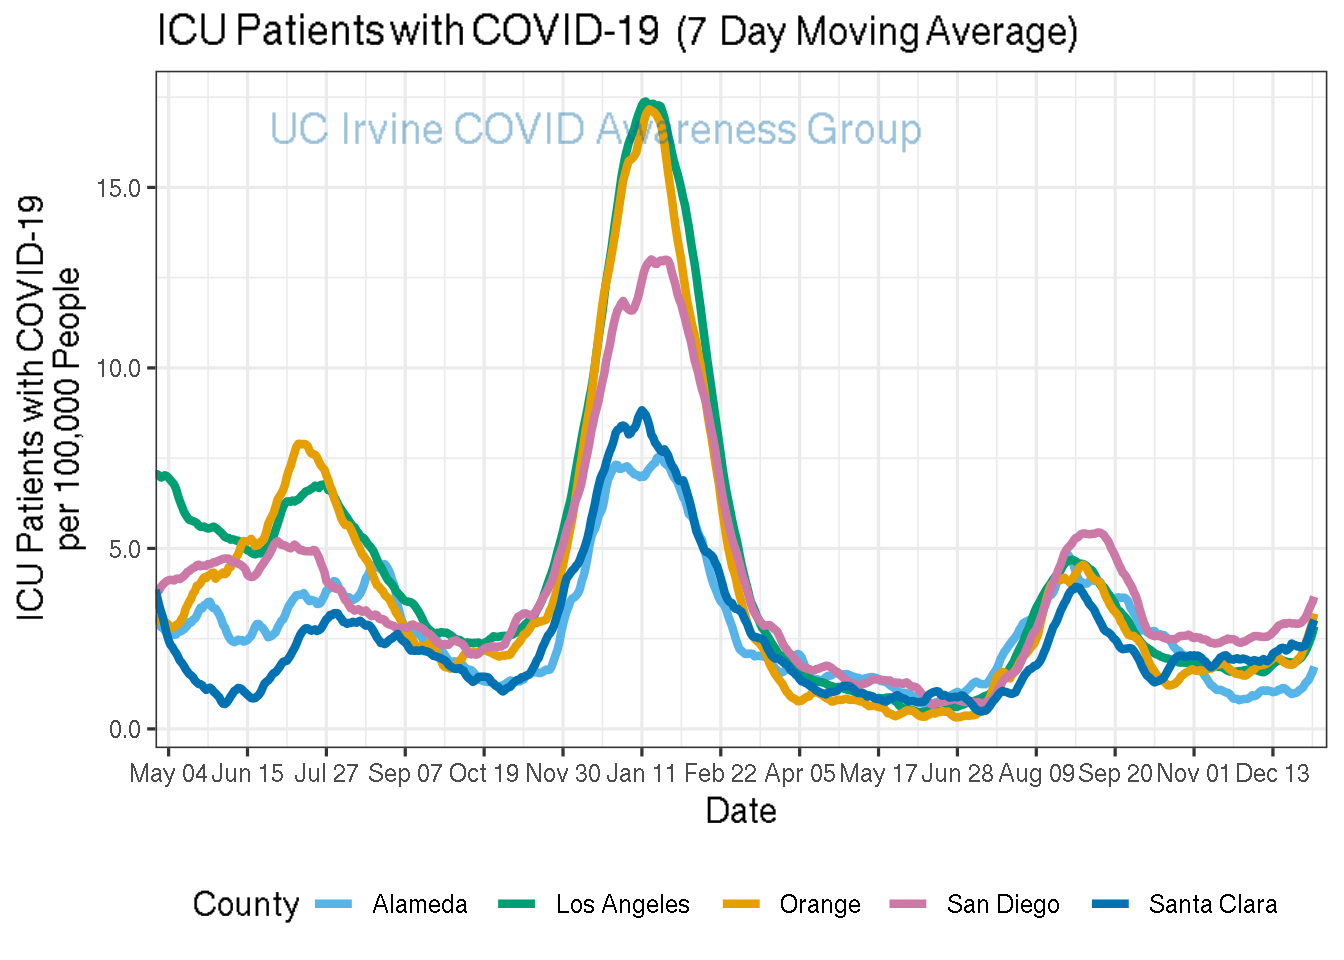 ICU Patients with COVID-19 (7 Day Moving Average)
UC Irvine COVID Awareness Group
ICU Patients with COVID-19
per 100,000 People
15.0
10.0
5.0
0.0
May 04 Jun 15 Jul 27 Sep 07 Oct 19 Nov 30 Jan 11 Feb 22 Apr 05 May 17 Jun 28 Aug 09 Sep 20 Nov 01 Dec 13
Date
County Alameda Los Angeles Orange San Diego Santa Clara